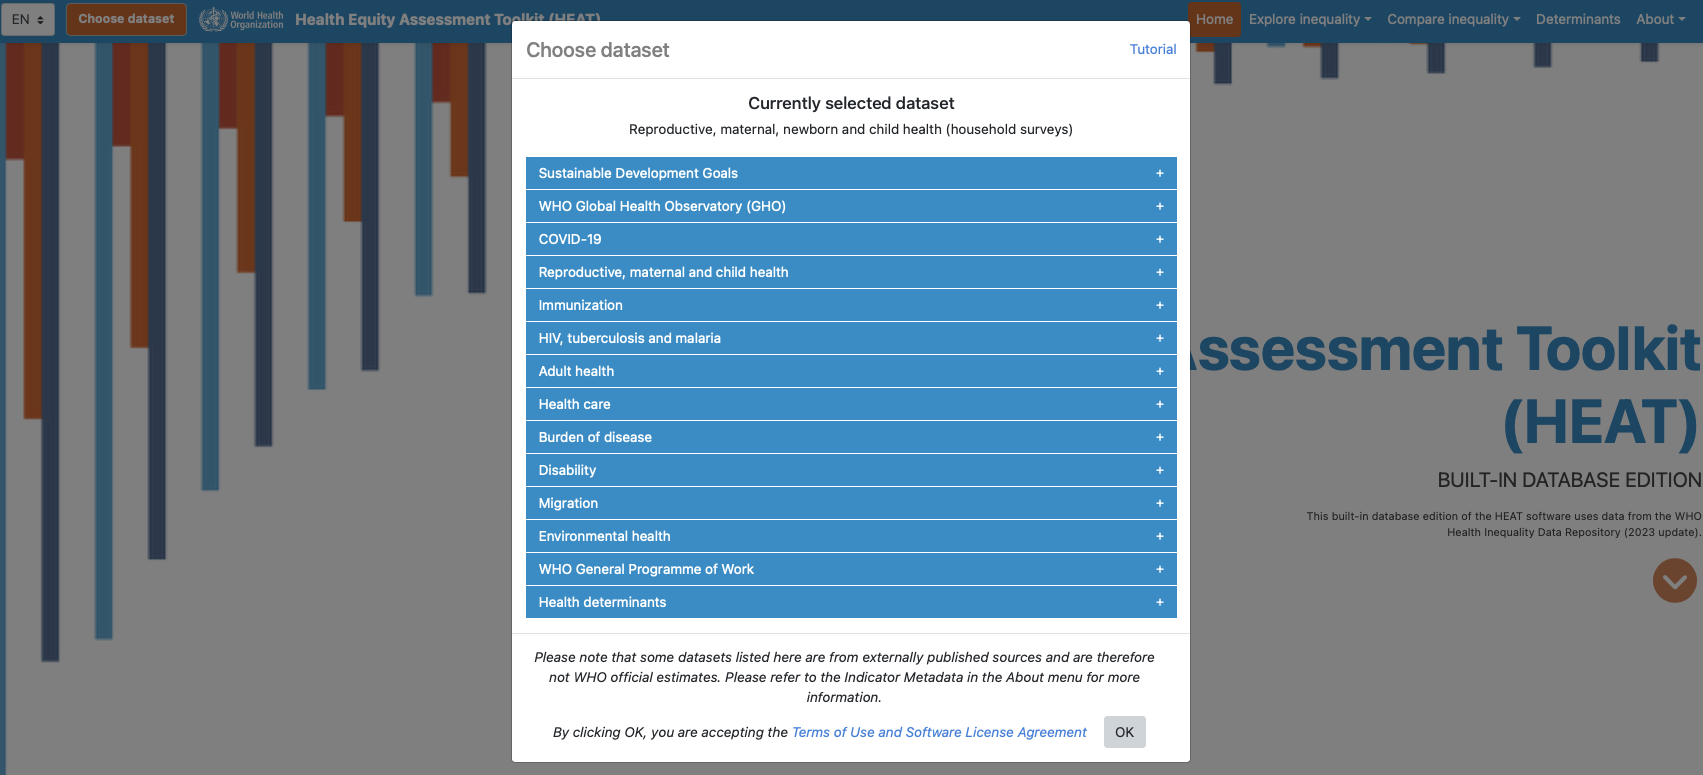 EN
Choose dataset
World Health Organization
Health Equity Assessment Toolkit (HEAT)
Home
Explore inequality
Compare inequality
Determinants
About
Choose dataset
Tutorial
Currently selected dataset
Reproductive, maternal, newborn and child health (household surveys)
Sustainable Development Goals +
WHO Global Health Observatory (GHO) +
COVID-19 +
Reproductive, maternal and child health +
Immunization +
HIV, tuberculosis and malaria +
Adult health +
Health care +
Burden of disease +
Disability +
Migration +
Environmental health +
WHO General Programme of Work +
Health determinants +
Please note that some datasets listed here are from externally published sources and are therefore
not WHO official estimates. Please refer to the Indicator Metadata in the About menu for more
information.
By clicking OK, you are accepting the Terms of Use and Software License Agreement
OK
ssessment Toolkit
(HEAT)
BUILT-IN DATABASE EDITION
This built-in database edition of the HEAT software uses data from the WHO
Health Inequality Data Repository (2023 update).